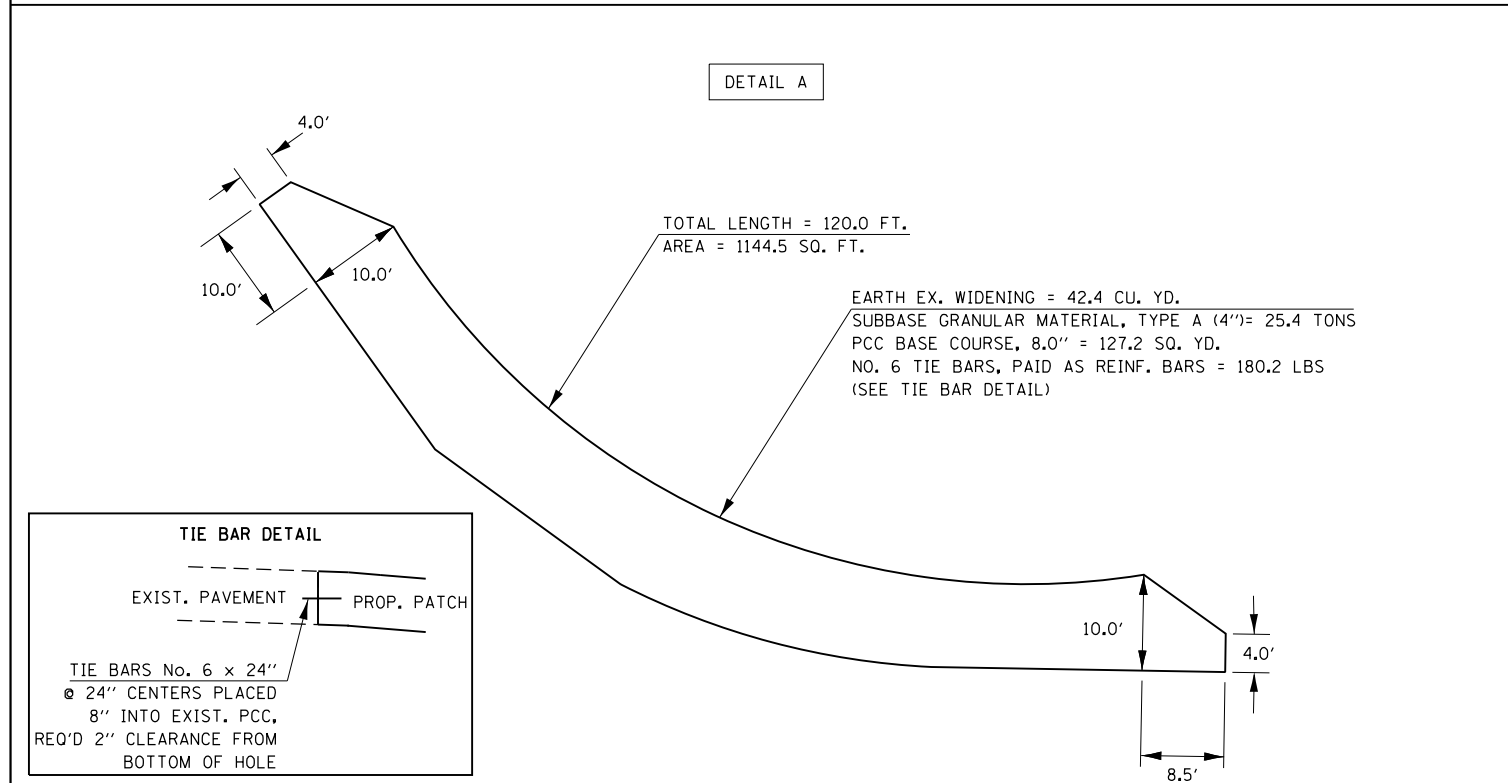 DETAIL A
4.0'
10.0'
10.0'
TOTAL LENGTH = 120.0 FT.
AREA = 1144.5 SQ. FT.
EARTH EX. WIDENING = 42.4 CU. YD.
SUBBASE GRANULAR MATERIAL, TYPE A (4'')= 25.4 TONS
PCC BASE COURSE, 8.0'' = 127.2 SQ. YD.
NO. 6 TIE BARS, PAID AS REINF. BARS = 180.2 LBS
(SEE TIE BAR DETAIL)
TIE BAR DETAIL
EXIST. PAVEMENT
PROP. PATCH
TIE BARS No. 6 x 24''
@ 24'' CENTERS PLACED
8'' INTO EXIST. PCC,
REQ'D 2'' CLEARANCE FROM
BOTTOM OF HOLE
10.0'
4.0'
8.5'